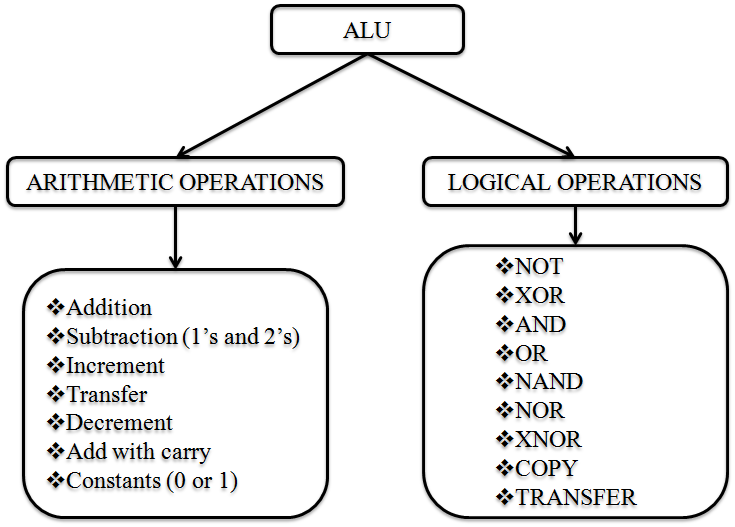 ALU
ARITHMETIC OPERATIONS
Addition
Subtraction (1’s and 2’s)
Increment
Transfer
Decrement
Add with carry
Constants (0 or 1)
LOGICAL OPERATIONS
NOT
XOR
AND
OR
NAND
NOR
XNOR
COPY
TRANSFER